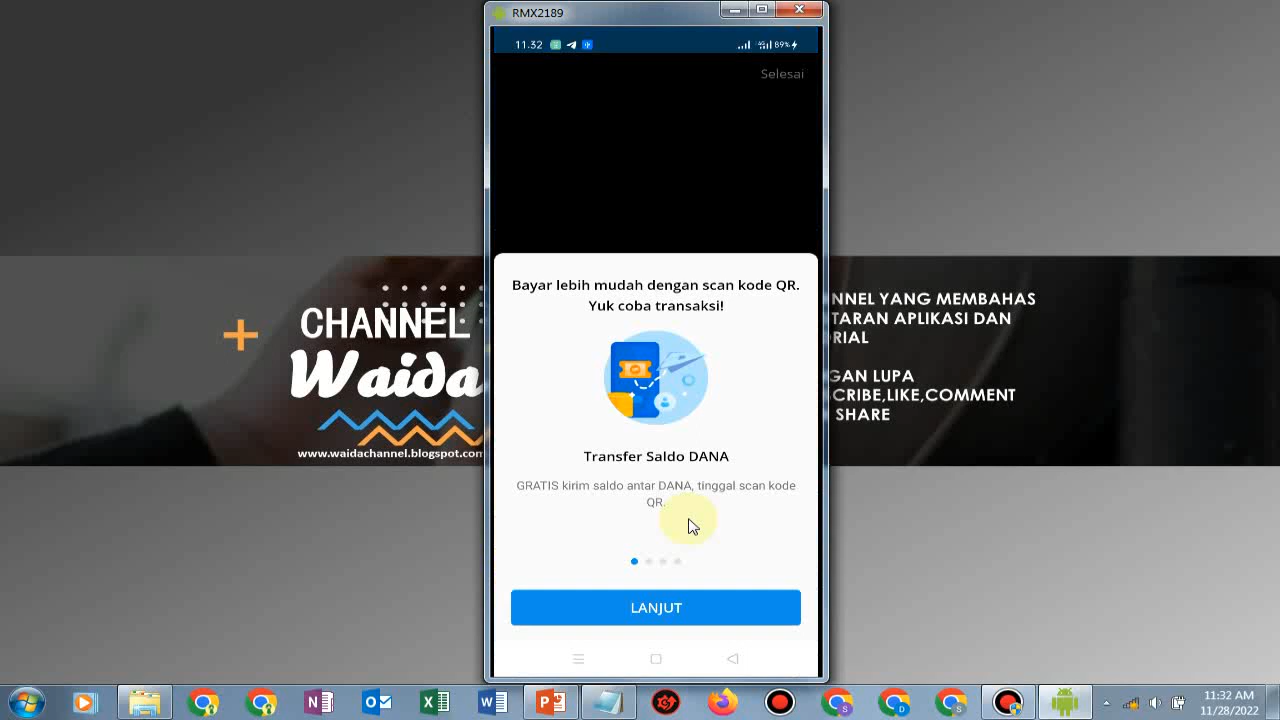 RMX2189
11.32
4G
89%
Selesai
Bayar lebih mudah dengan scan kode QR.
Yuk coba transaksi!
Transfer Saldo DANA
GRATIS kirim saldo antar DANA, tinggal scan kode
QR.
LANJUT
CHANNEL
Waida
www.waidachannel.blogspot.com
NNEL YANG MEMBAHAS
TARAN APLIKASI DAN
RIAL
GAN LUPA
CRIBE,LIKE,COMMENT
SHARE
11:32 AM
11/28/2022